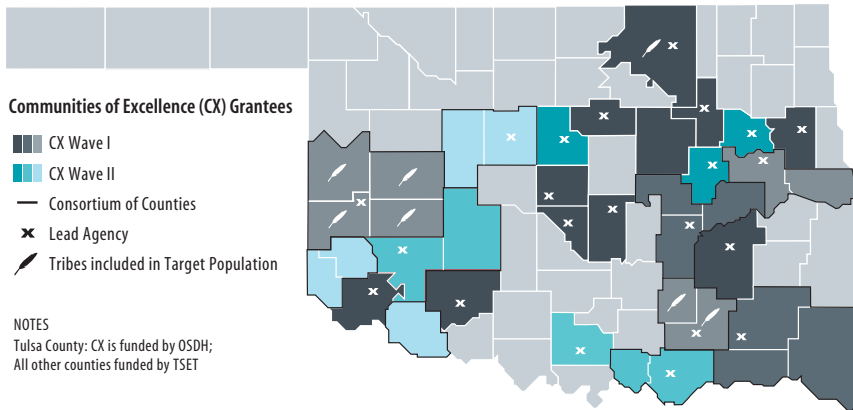 Communities of Excellence (CX) Grantees
CX Wave I
CX Wave II
Consortium of Counties
Lead Agency
Tribes included in Target Population
NOTES
Tulsa County: CX is funded by OSDH;
All other counties funded by TSET